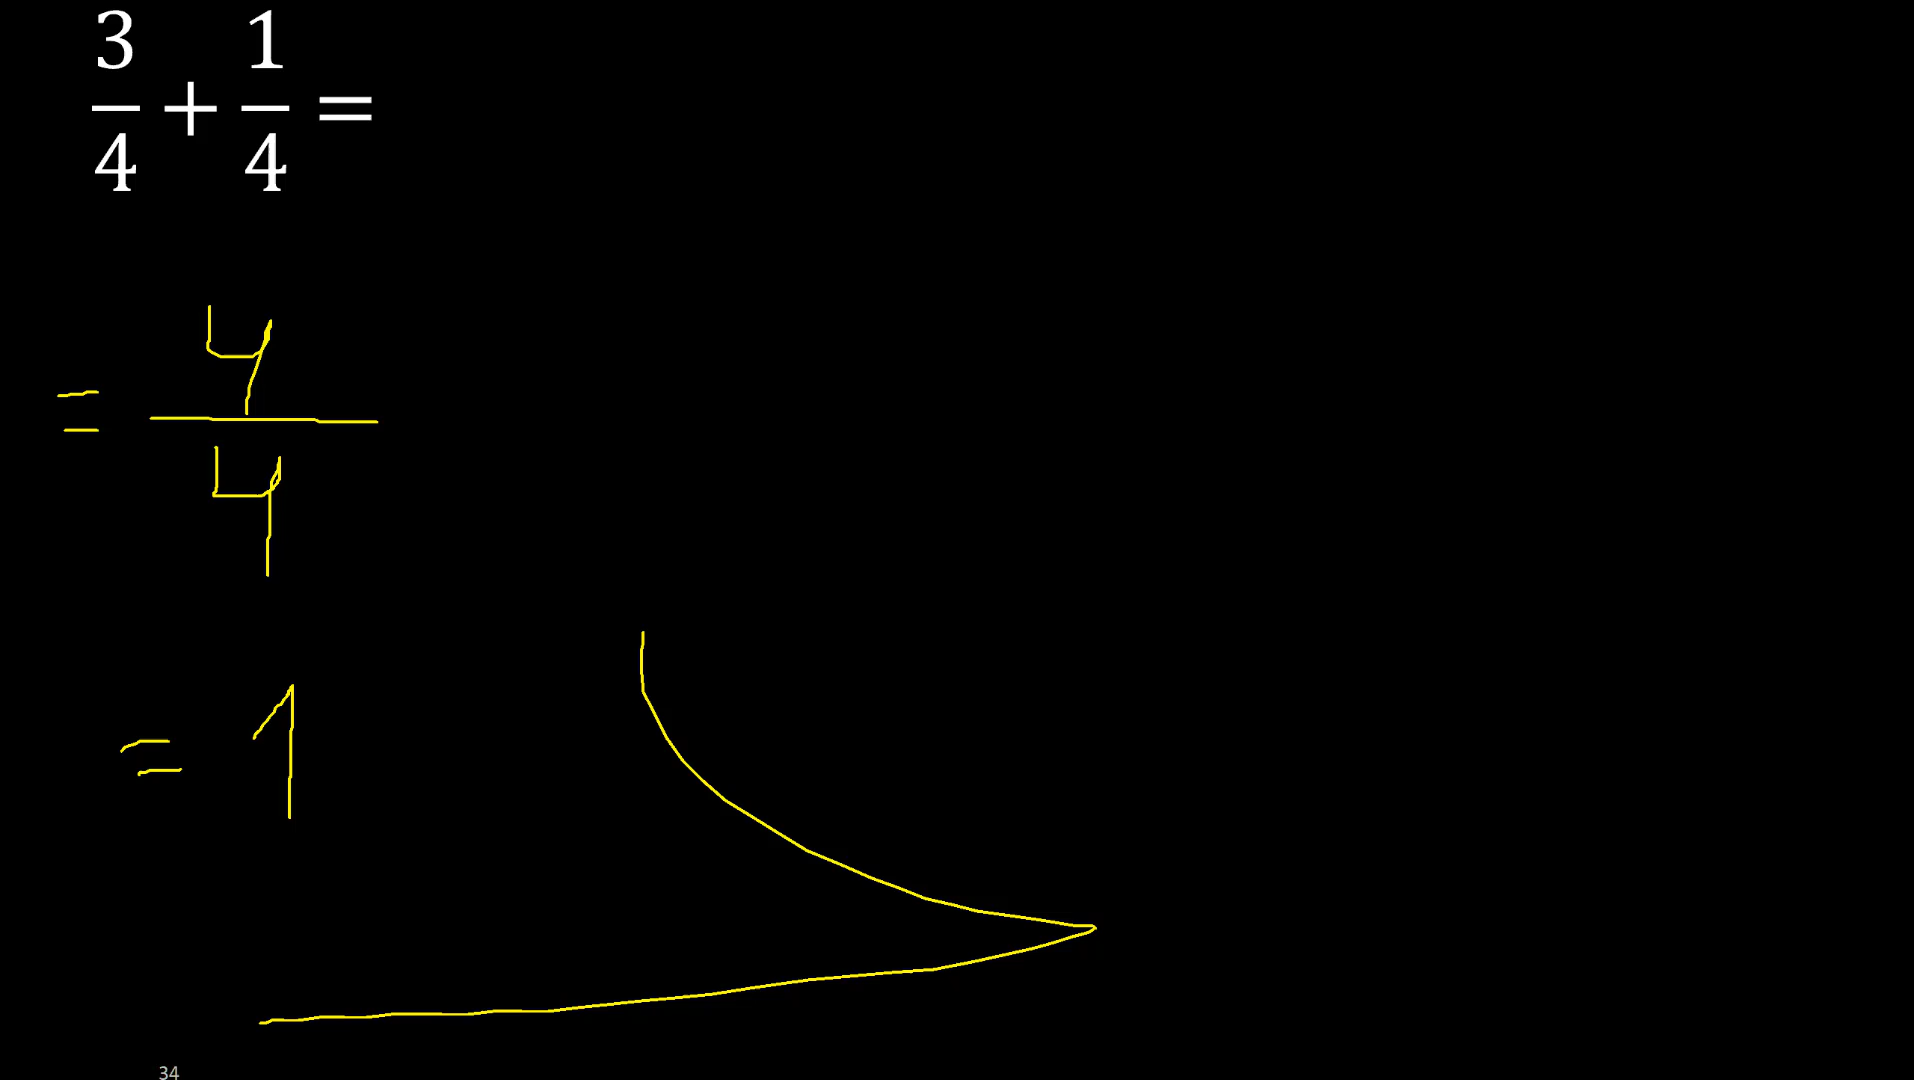 3/4 + 1/4 =
= 4/4
= 1
34